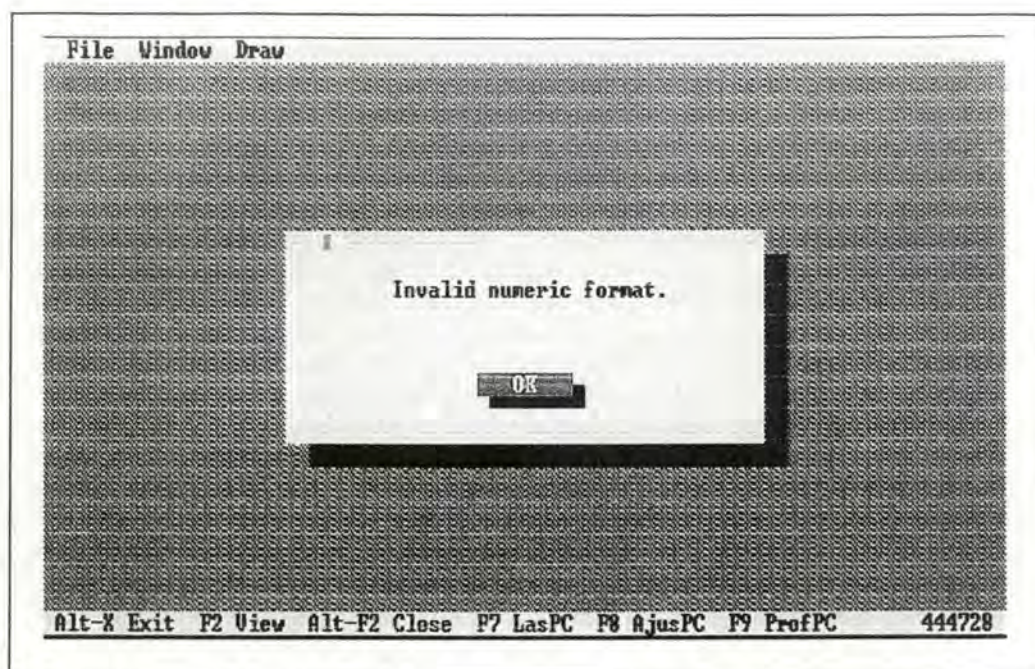 File Window Draw
Invalid numeric format.
OK
Alt-X Exit F2 View Alt-F2 Close F7 LasPC F8 AjusPC F9 ProfPC 444728